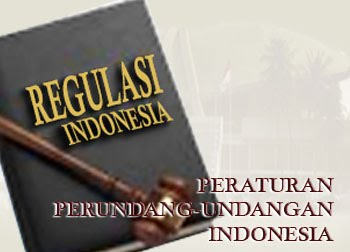 REGULASI
INDONESIA
PERATURAN
PERUNDANG-UNDANGAN
INDONESIA